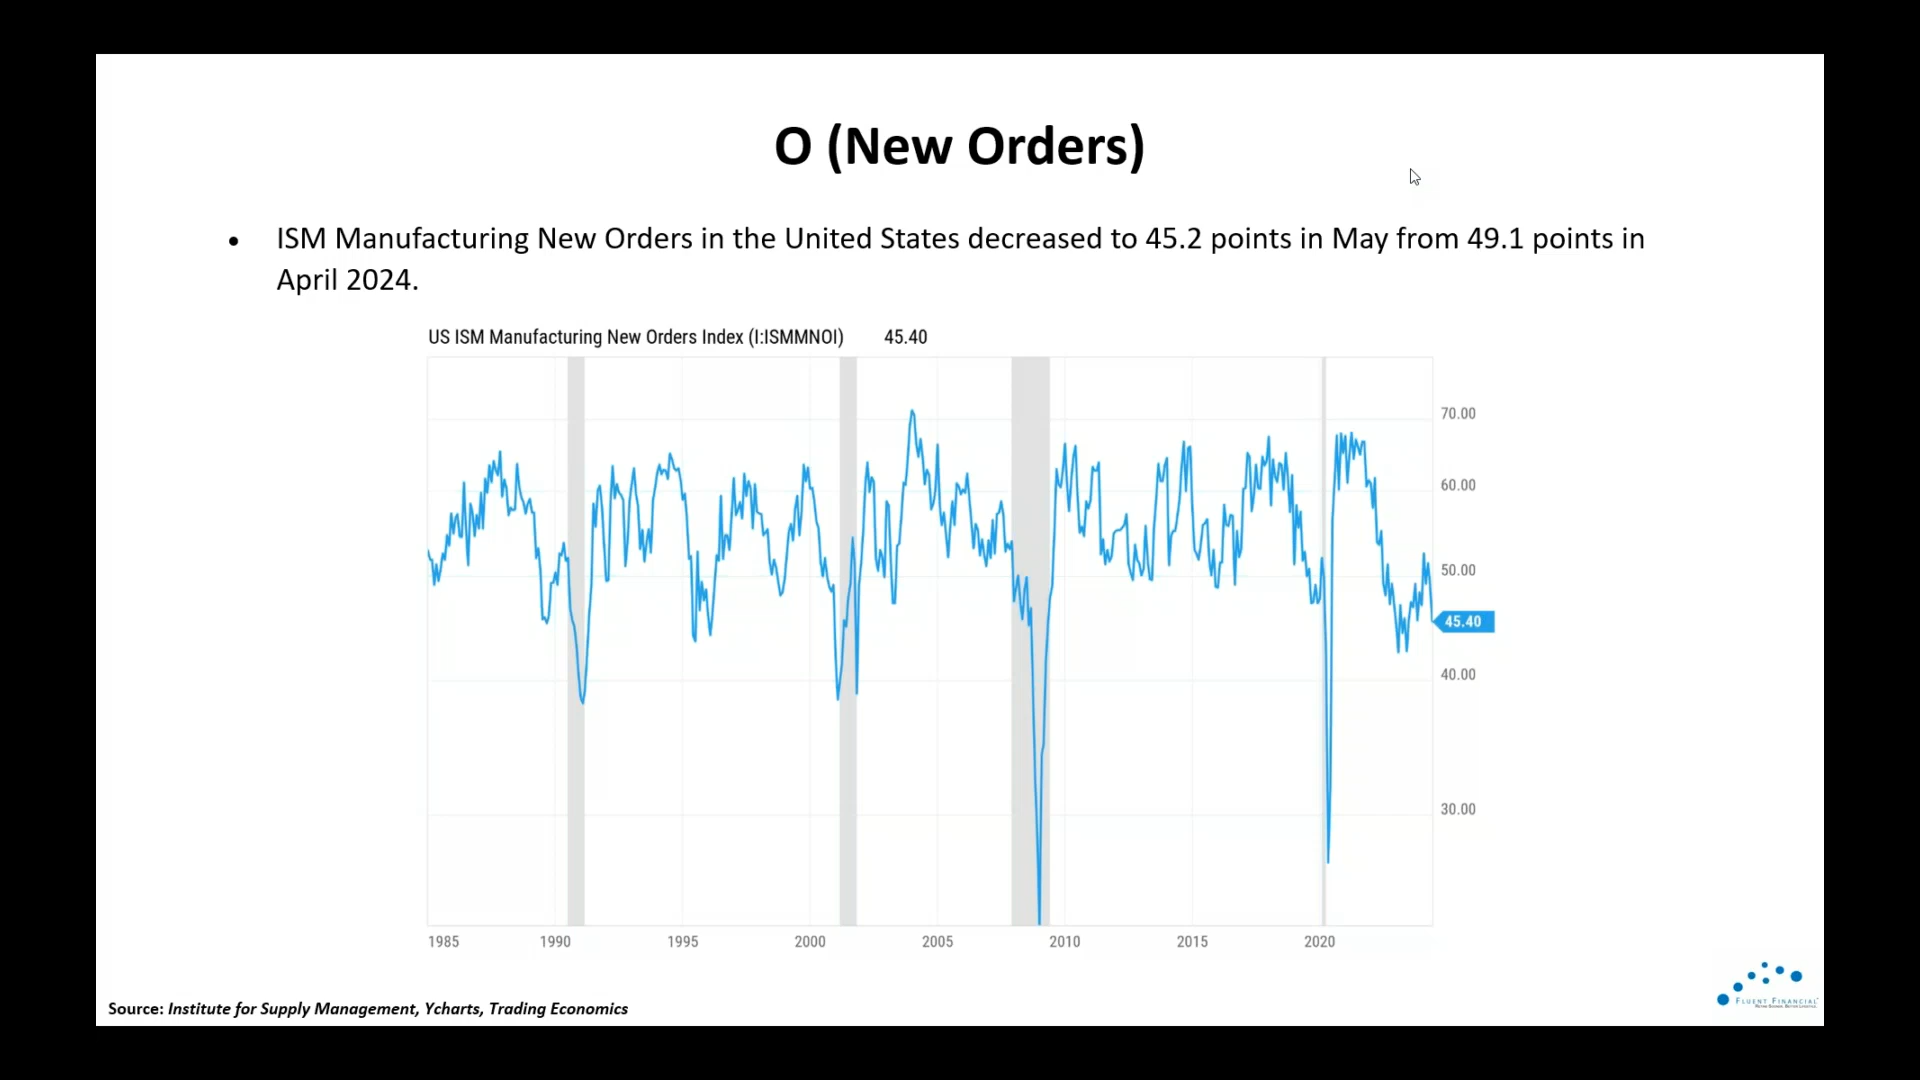 O (New Orders)
• ISM Manufacturing New Orders in the United States decreased to 45.2 points in May from 49.1 points in
April 2024.
US ISM Manufacturing New Orders Index (I:ISMMNOI) 45.40
70.00
60.00
50.00
45.40
40.00
30.00
1985 1990 1995 2000 2005 2010 2015 2020
Source: Institute for Supply Management, Ycharts, Trading Economics
FLUENT FINANCIAL